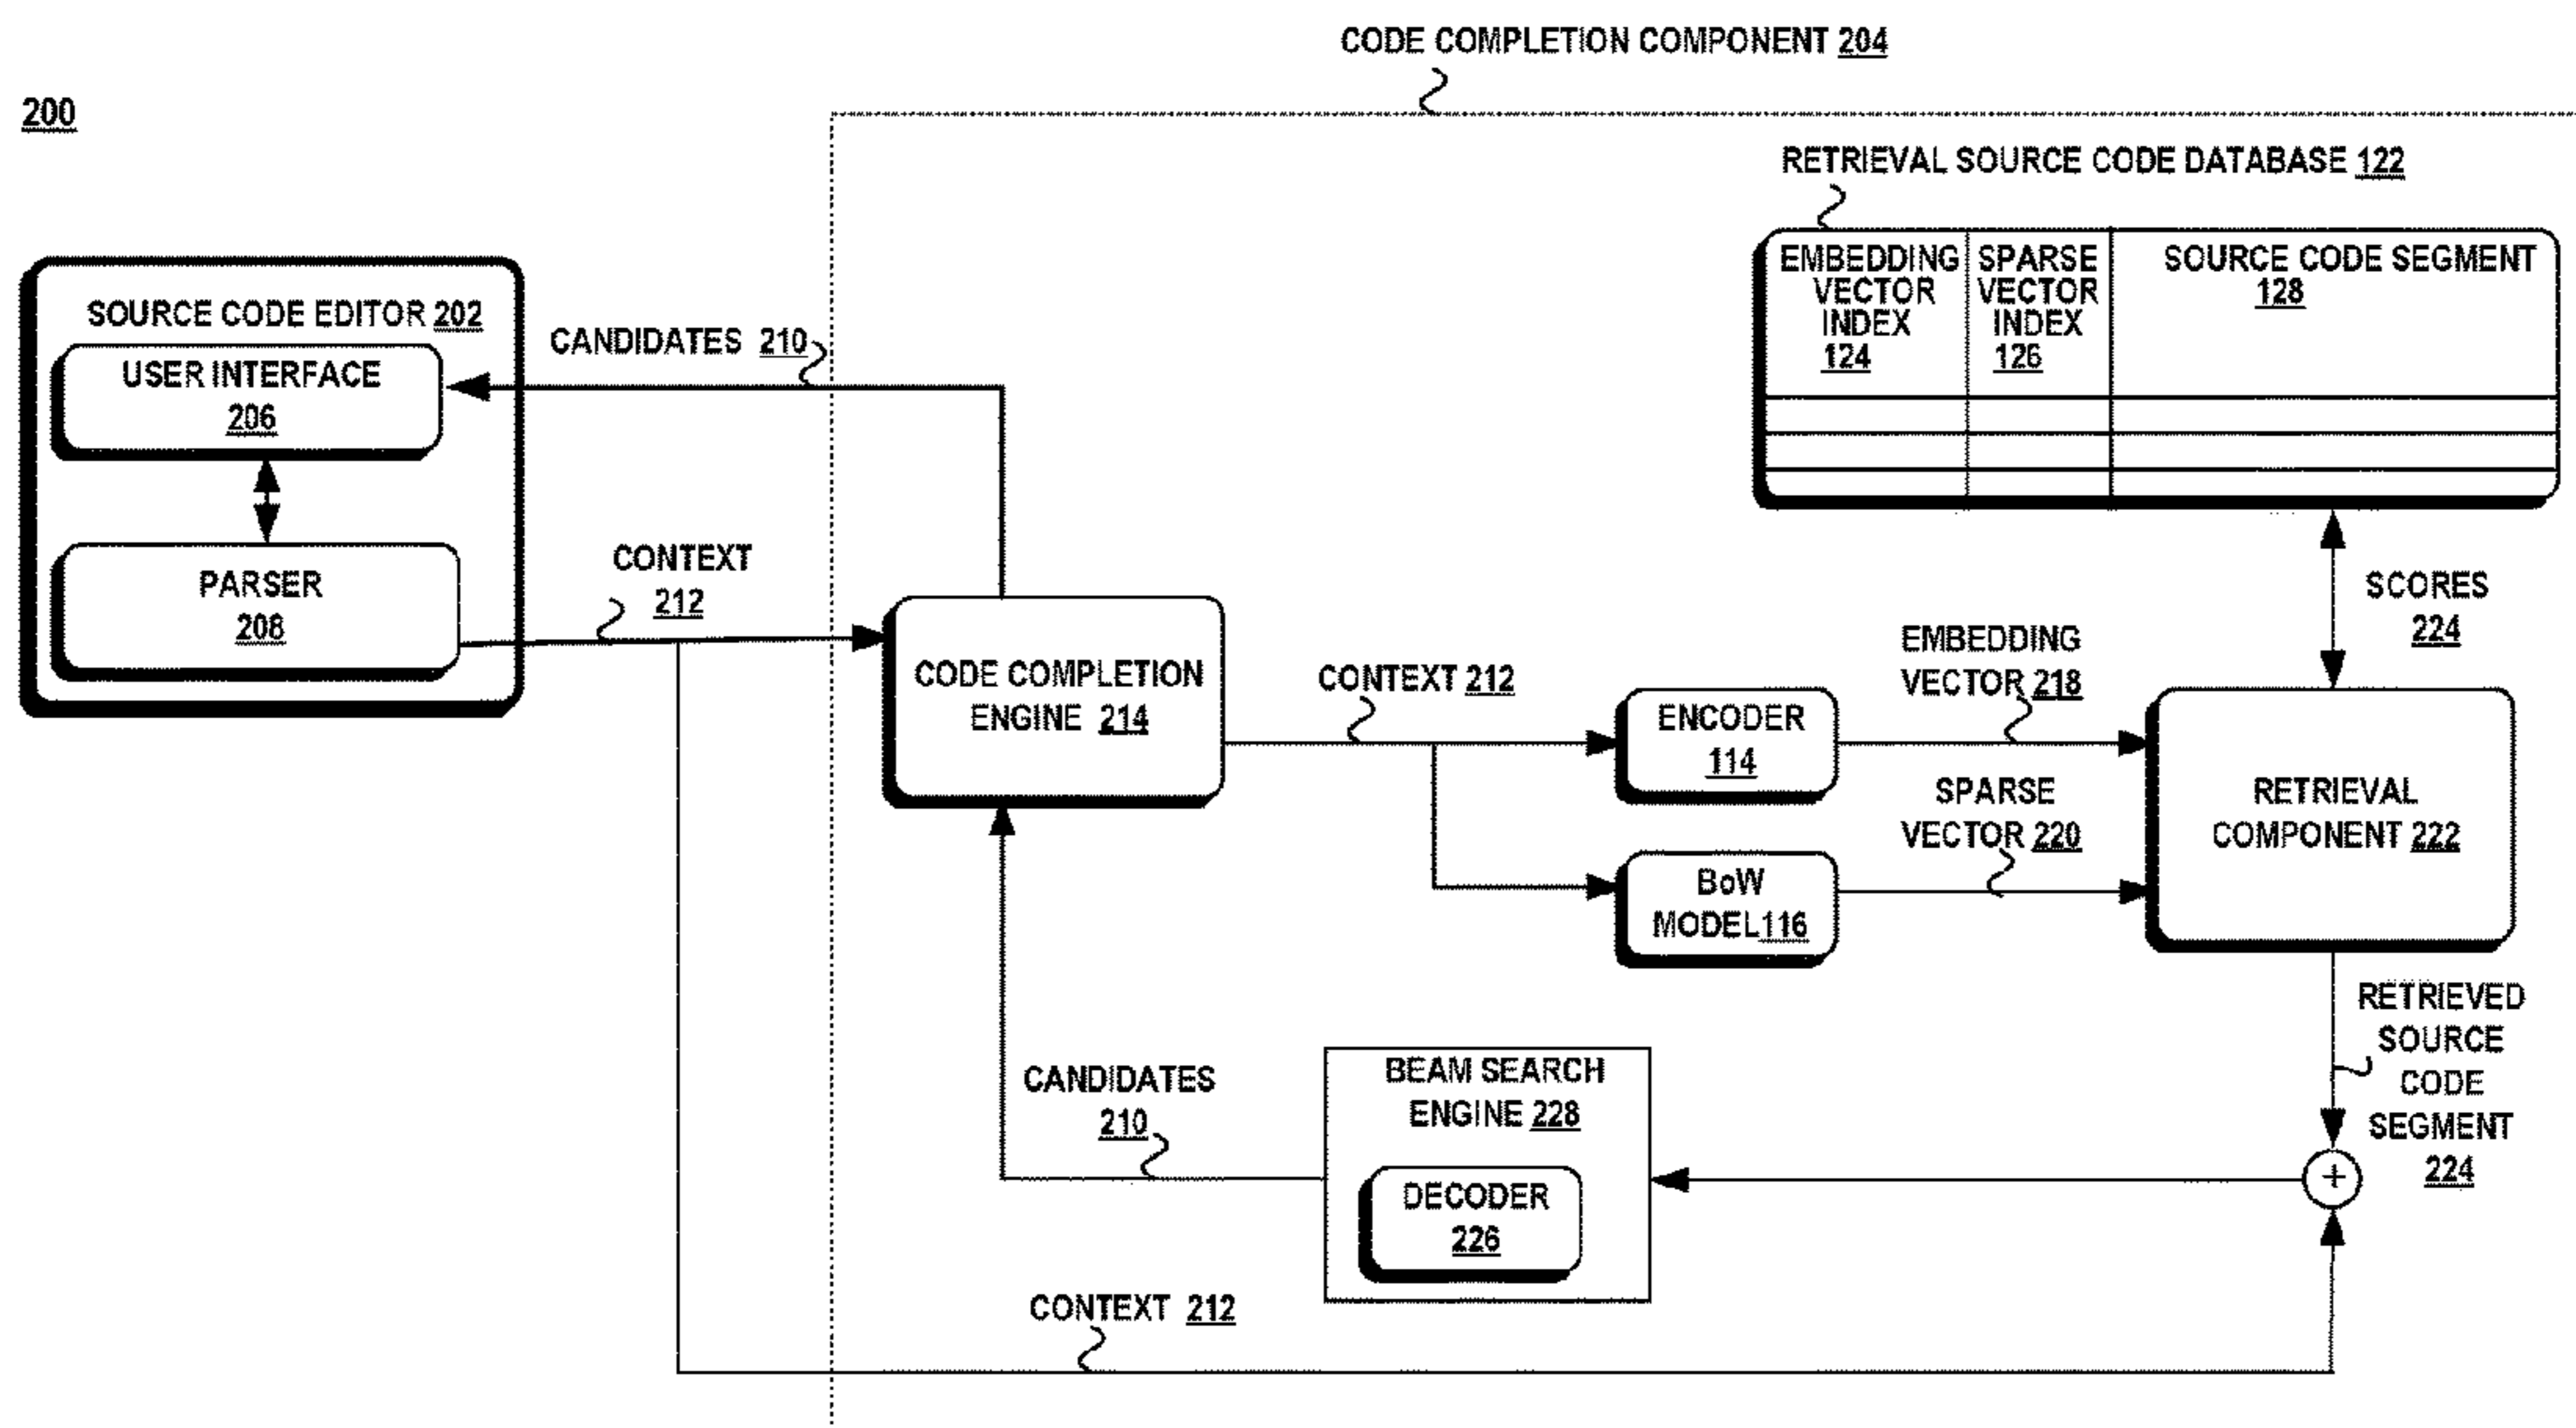 CODE COMPLETION COMPONENT 204
200
RETRIEVAL SOURCE CODE DATABASE 122
EMBEDDING
VECTOR
INDEX
124
SPARSE
VECTOR
INDEX
126
SOURCE CODE SEGMENT
128
SOURCE CODE EDITOR 202
USER INTERFACE
206
PARSER
208
CANDIDATES 210
CONTEXT
212
CODE COMPLETION
ENGINE 214
CONTEXT 212
ENCODER
114
BoW
MODEL116
EMBEDDING
VECTOR 218
SPARSE
VECTOR 220
SCORES
224
RETRIEVAL
COMPONENT 222
RETRIEVED
SOURCE
CODE
SEGMENT
224
+
BEAM SEARCH
ENGINE 228
DECODER
226
CANDIDATES
210
CONTEXT 212